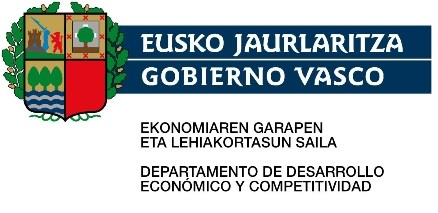 EUSKO JAURLARITZA
GOBIERNO VASCO
EKONOMIAREN GARAPEN
ETA LEHIAKORTASUN SAILA
DEPARTAMENTO DE DESARROLLO
ECONÓMICO Y COMPETITIVIDAD